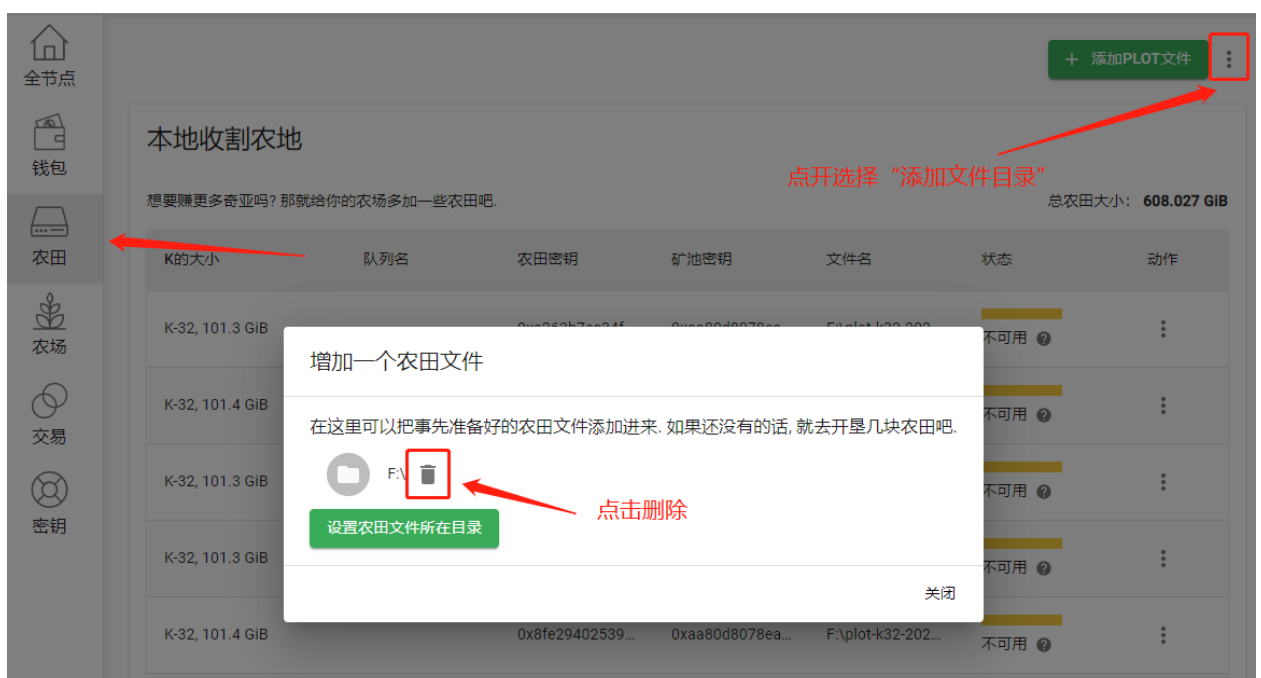 全节点
钱包
农田
农场
交易
密钥
+ 添加PLOT文件
点开选择“添加文件目录”
本地收割农地
想要赚更多奇亚吗? 那就给你的农场多加一些农田吧.
总农田大小: 608.027 GiB
K的大小 队列名 农田密钥 矿池密钥 文件名 状态 动作
K-32, 101.3 GiB 不可用
K-32, 101.4 GiB 不可用
K-32, 101.3 GiB 不可用
K-32, 101.3 GiB 不可用
K-32, 101.4 GiB 0x8fe29402539... 0xaa80d8078ea... F:\plot-k32-202... 不可用
增加一个农田文件
在这里可以把事先准备好的农田文件添加进来. 如果还没有的话, 就去开垦几块农田吧.
F:\
点击删除
设置农田文件所在目录
关闭